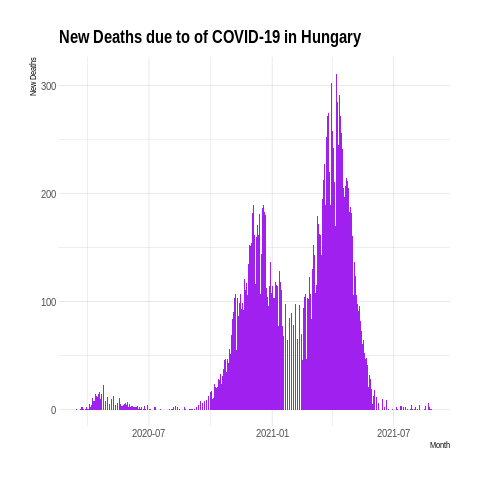 New Deaths due to of COVID-19 in Hungary
New Deaths
300
200
100
0
2020-07
2021-01
2021-07
Month